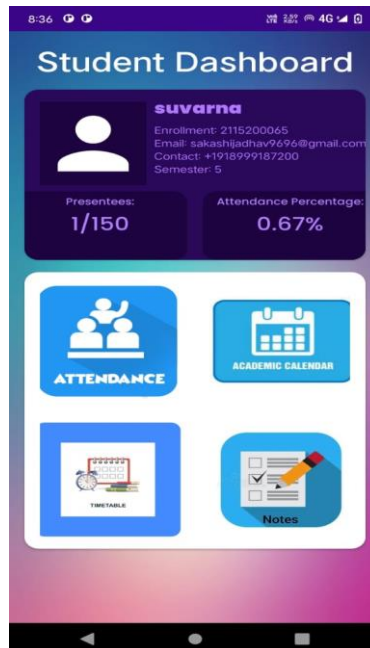 8:36
4G
Student Dashboard
suvarna
Enrollment: 2115200065
Email: sakashijadhav9696@gmail.com
Contact: +1918999187200
Semester: 5
Presentees:
1/150
Attendance Percentage:
0.67%
ATTENDANCE
ACADEMIC CALENDAR
TIMETABLE
Notes